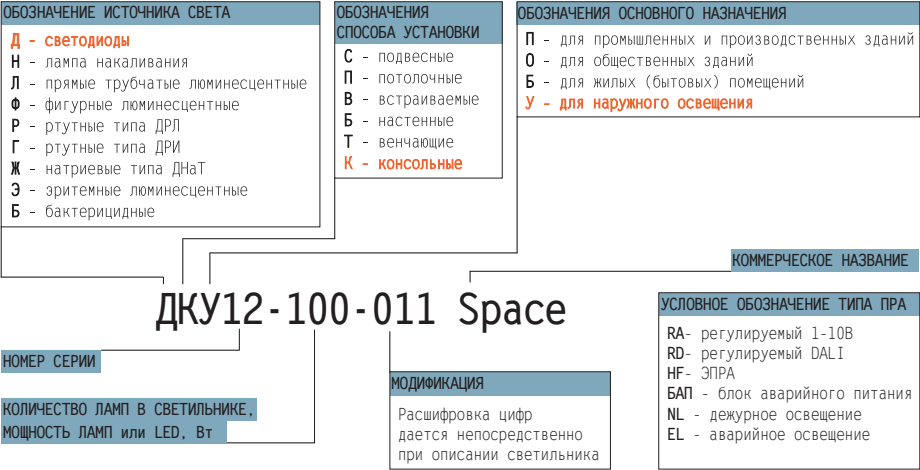 ОБОЗНАЧЕНИЕ ИСТОЧНИКА СВЕТА
Д - светодиоды
Н - лампа накаливания
Л - прямые трубчатые люминесцентные
Ф - фигурные люминесцентные
Р - ртутные типа ДРЛ
Г - ртутные типа ДРИ
Ж - натриевые типа ДНаТ
Э - эритемные люминесцентные
Б - бактерицидные
ОБОЗНАЧЕНИЯ
СПОСОБА УСТАНОВКИ
С - подвесные
П - потолочные
В - встраиваемые
Б - настенные
Т - венчающие
К - консольные
ОБОЗНАЧЕНИЯ ОСНОВНОГО НАЗНАЧЕНИЯ
П - для промышленных и производственных зданий
О - для общественных зданий
Б - для жилых (бытовых) помещений
У - для наружного освещения
КОММЕРЧЕСКОЕ НАЗВАНИЕ
ДКУ12-100-011 Space
НОМЕР СЕРИИ
КОЛИЧЕСТВО ЛАМП В СВЕТИЛЬНИКЕ,
МОЩНОСТЬ ЛАМП или LED, Вт
МОДИФИКАЦИЯ
Расшифровка цифр
дается непосредственно
при описании светильника
УСЛОВНОЕ ОБОЗНАЧЕНИЕ ТИПА ПРА
RA- регулируемый 1-10В
RD- регулируемый DALI
HF- ЭПРА
БАП - блок аварийного питания
NL - дежурное освещение
EL - аварийное освещение